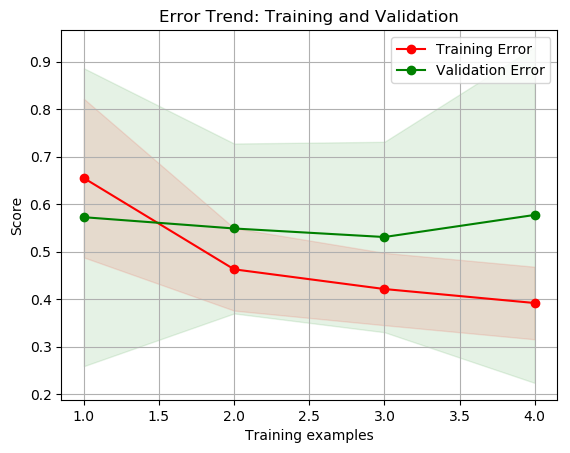 Error Trend: Training and Validation
Training Error
Validation Error
Score
0.9
0.8
0.7
0.6
0.5
0.4
0.3
0.2
1.0 1.5 2.0 2.5 3.0 3.5 4.0
Training examples